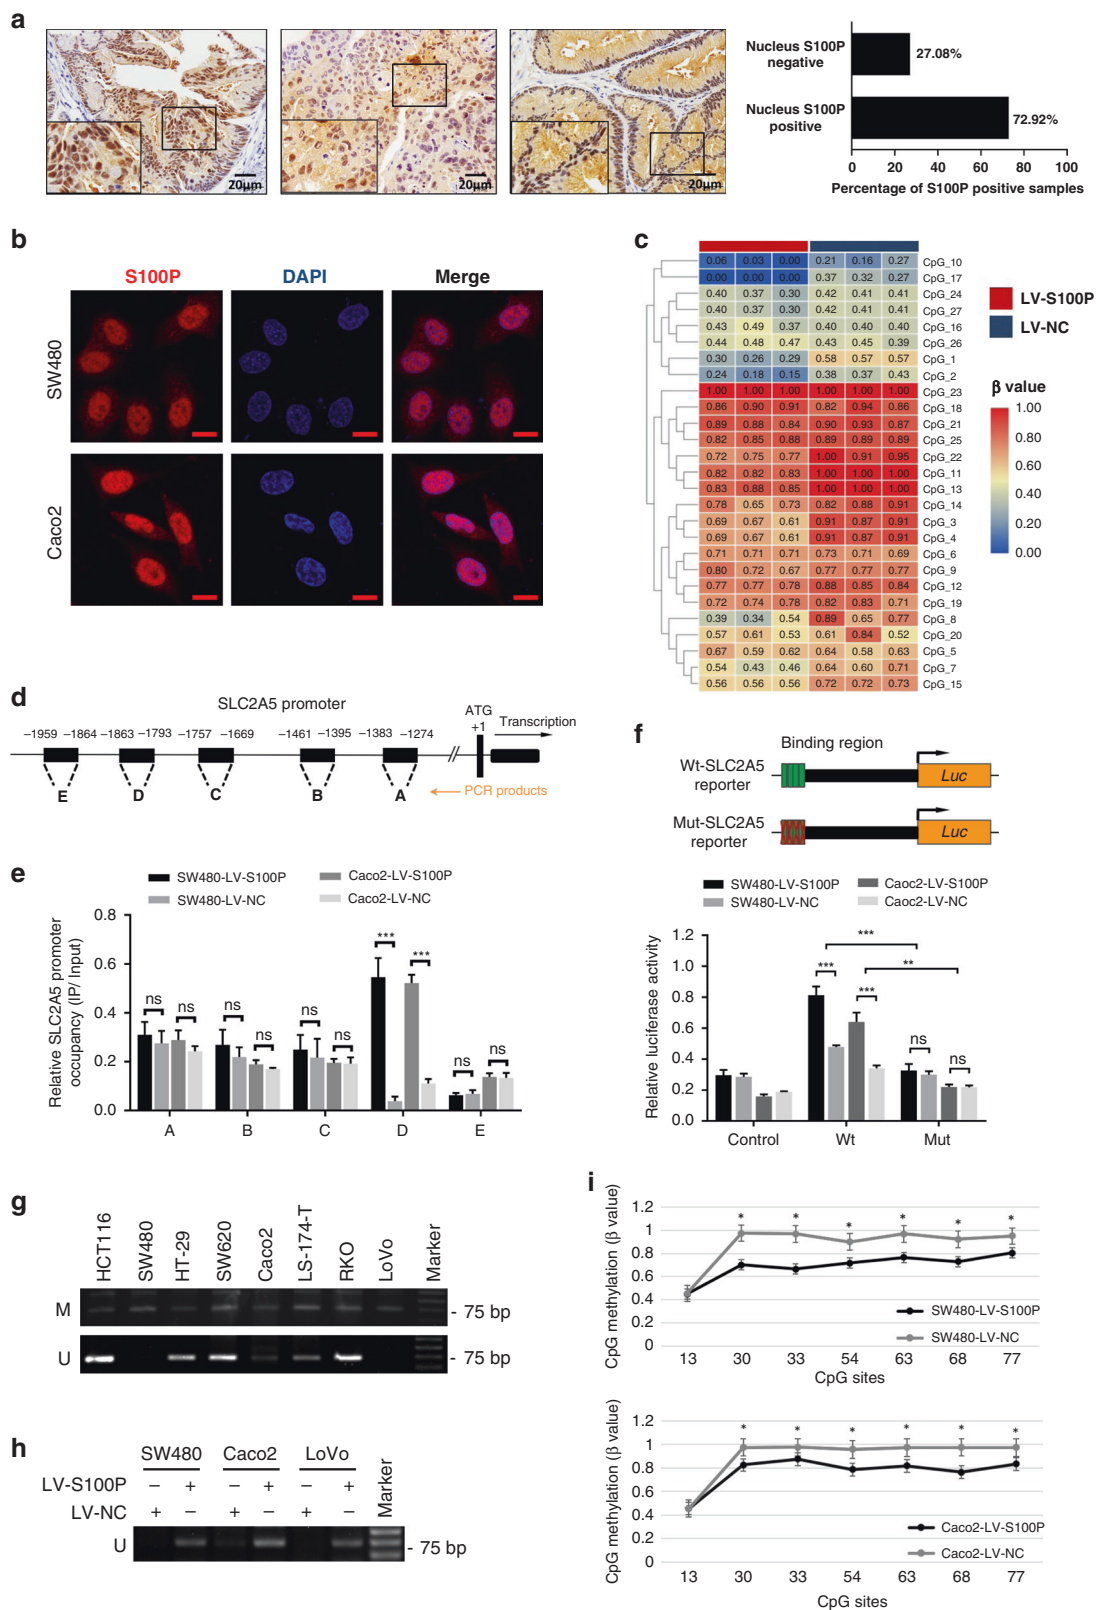 a
20μm
20μm
20μm
Nucleus S100P negative
27.08%
Nucleus S100P positive
72.92%
0 20 40 60 80 100
Percentage of S100P positive samples
b
S100P DAPI Merge
SW480
Caco2
c
0.06 0.03 0.00 0.21 0.16 0.27 CpG_10
0.00 0.00 0.00 0.37 0.32 0.27 CpG_17
0.40 0.37 0.30 0.42 0.41 0.41 CpG_24
0.40 0.37 0.30 0.42 0.41 0.41 CpG_27
0.43 0.49 0.37 0.40 0.40 0.40 CpG_16
0.44 0.48 0.47 0.43 0.45 0.39 CpG_26
0.30 0.26 0.29 0.58 0.57 0.57 CpG_1
0.24 0.18 0.15 0.38 0.37 0.43 CpG_2
1.00 1.00 1.00 1.00 1.00 1.00 CpG_23
0.86 0.90 0.91 0.82 0.94 0.86 CpG_18
0.89 0.88 0.84 0.90 0.93 0.87 CpG_21
0.82 0.85 0.88 0.89 0.89 0.89 CpG_25
0.72 0.75 0.77 1.00 0.91 0.95 CpG_22
0.82 0.82 0.83 1.00 1.00 1.00 CpG_11
0.83 0.88 0.85 1.00 1.00 1.00 CpG_13
0.78 0.65 0.73 0.82 0.88 0.91 CpG_14
0.69 0.67 0.61 0.91 0.87 0.91 CpG_3
0.69 0.67 0.61 0.91 0.87 0.91 CpG_4
0.71 0.71 0.71 0.73 0.71 0.69 CpG_6
0.80 0.72 0.67 0.77 0.77 0.77 CpG_9
0.77 0.77 0.78 0.88 0.85 0.84 CpG_12
0.72 0.74 0.78 0.82 0.83 0.71 CpG_19
0.39 0.34 0.54 0.89 0.65 0.77 CpG_8
0.57 0.61 0.53 0.61 0.84 0.52 CpG_20
0.67 0.59 0.62 0.64 0.58 0.63 CpG_5
0.54 0.43 0.46 0.64 0.60 0.71 CpG_7
0.56 0.56 0.56 0.72 0.72 0.73 CpG_15
LV-S100P
LV-NC
β value
1.00
0.80
0.60
0.40
0.20
0.00
d
SLC2A5 promoter
ATG
+1
Transcription
−1959 −1864 −1863 −1793 −1757 −1669 −1461 −1395 −1383 −1274
//
E D C B A
PCR products
e
SW480-LV-S100P
SW480-LV-NC
Caco2-LV-S100P
Caco2-LV-NC
Relative SLC2A5 promoter
occupancy (IP/ Input)
0.8
0.6
0.4
0.2
0.0
ns ns ns ns ns ns *** *** ns ns
A B C D E
f
Binding region
Wt-SLC2A5
reporter
Luc
Mut-SLC2A5
reporter
Luc
SW480-LV-S100P
SW480-LV-NC
Caoc2-LV-S100P
Caoc2-LV-NC
Relative luciferase activity
1.2
1.0
0.8
0.6
0.4
0.2
0.0
***
**
*** *** ns ns
Control Wt Mut
g
HCT116 SW480 HT-29 SW620 Caco2 LS-174-T RKO LoVo Marker
M - 75 bp
U - 75 bp
h
SW480 Caco2 LoVo Marker
LV-S100P − + − + − +
LV-NC + − + − + −
U - 75 bp
i
CpG methylation (β value)
1.2
1
0.8
0.6
0.4
0.2
0
* * * * * *
SW480-LV-S100P
SW480-LV-NC
13 30 33 54 63 68 77
CpG sites
CpG methylation (β value)
1.2
1
0.8
0.6
0.4
0.2
0
* * * * * *
Caco2-LV-S100P
Caco2-LV-NC
13 30 33 54 63 68 77
CpG sites